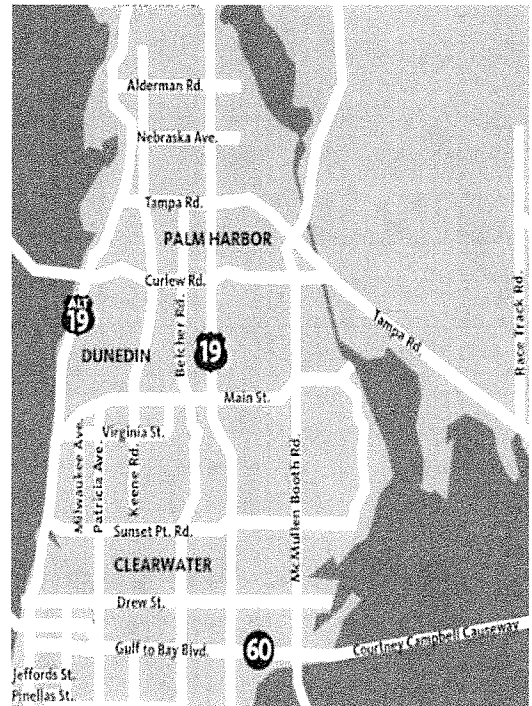 Alderman Rd.
Nebraska Ave.
Tampa Rd.
PALM HARBOR
Curlew Rd.
ALT
19
Belcher Rd.
19
Tampa Rd.
Race Track Rd.
DUNEDIN
Main St.
Virginia St.
Milwaukee Ave.
Patricia Ave.
Keene Rd.
McMullen Booth Rd.
Sunset Pt. Rd.
CLEARWATER
Drew St.
Gulf to Bay Blvd.
60
Courtney Campbell Causeway
Jeffords St.
Pinellas St.